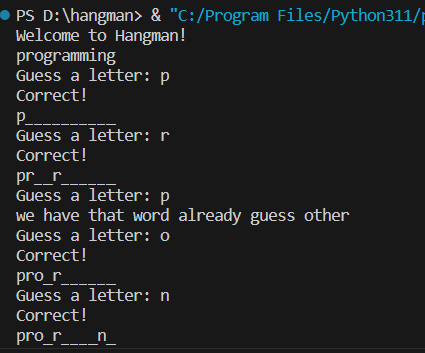 PS D:\hangman> & "C:/Program Files/Python311/p
Welcome to Hangman!
programming
Guess a letter: p
Correct!
p__________
Guess a letter: r
Correct!
pr__r______
Guess a letter: p
we have that word already guess other
Guess a letter: o
Correct!
pro_r______
Guess a letter: n
Correct!
pro_r____n_